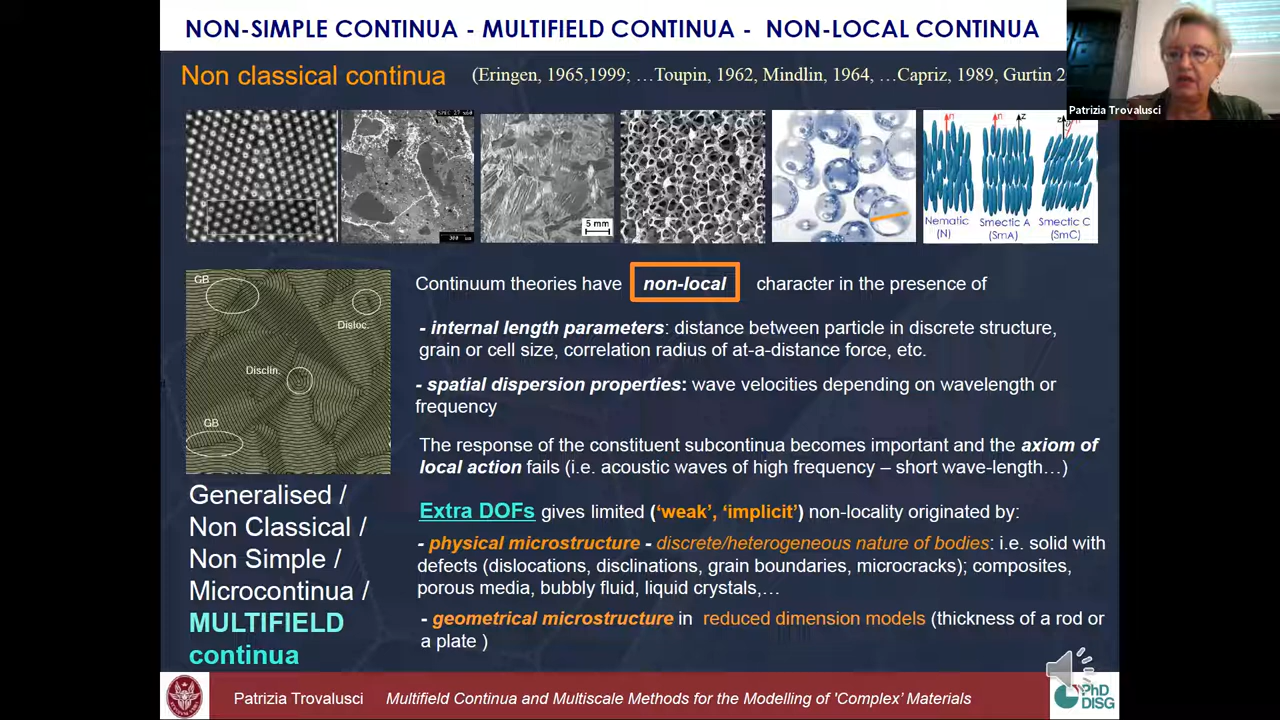 NON-SIMPLE CONTINUA - MULTIFIELD CONTINUA - NON-LOCAL CONTINUA
Non classical continua (Eringen, 1965,1999; …Toupin, 1962, Mindlin, 1964, …Capriz, 1989, Gurtin 2
Patrizia Trovalusci
SMEC 27 x60
300 µm
5 mm
n n z z n
Nematic Smectic A Smectic C
(N) (SmA) (SmC)
GB
Disloc.
Disclin.
GB
Continuum theories have non-local character in the presence of
- internal length parameters: distance between particle in discrete structure,
grain or cell size, correlation radius of at-a-distance force, etc.
- spatial dispersion properties: wave velocities depending on wavelength or
frequency
The response of the constituent subcontinua becomes important and the axiom of
local action fails (i.e. acoustic waves of high frequency – short wave-length…)
Extra DOFs gives limited (‘weak’, ‘implicit’) non-locality originated by:
- physical microstructure - discrete/heterogeneous nature of bodies: i.e. solid with
defects (dislocations, disclinations, grain boundaries, microcracks); composites,
porous media, bubbly fluid, liquid crystals,…
- geometrical microstructure in reduced dimension models (thickness of a rod or
a plate )
Generalised /
Non Classical /
Non Simple /
Microcontinua /
MULTIFIELD
continua
Patrizia Trovalusci Multifield Continua and Multiscale Methods for the Modelling of 'Complex’ Materials
PhD
DISG